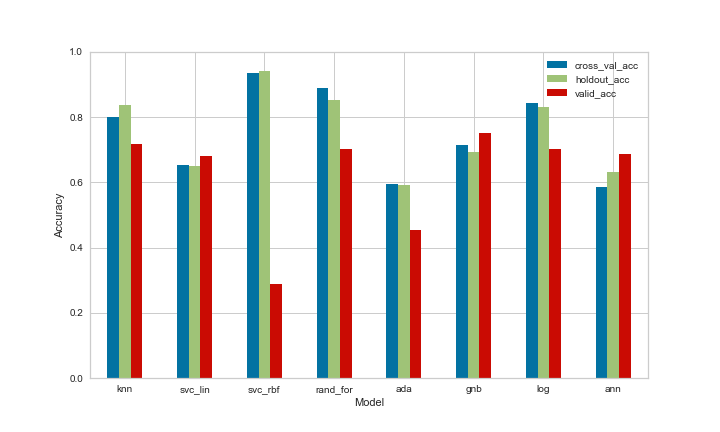 1.0
0.8
0.6
0.4
0.2
0.0
Accuracy
cross_val_acc
holdout_acc
valid_acc
knn svc_lin svc_rbf rand_for ada gnb log ann
Model